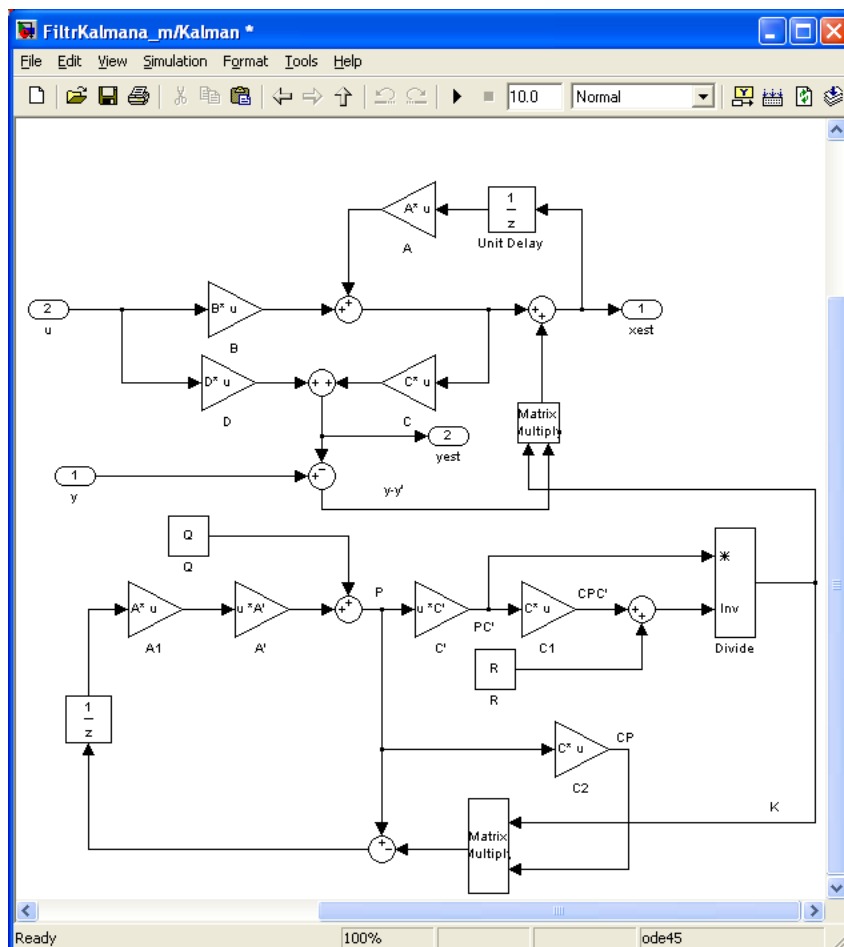 FiltrKalmana_m/Kalman *
File Edit View Simulation Format Tools Help
10.0 Normal
A* u
A
1
z
Unit Delay
2
u
B* u
B
+ +
+ +
1
xest
D* u
D
+ +
C* u
C
Matrix
Multiply
2
yest
1
y
+ −
y-y'
Q
Q
A* u
A1
u *A'
A'
+ +
P
u *C'
C'
PC'
C* u
C1
CPC'
+ +
*
Inv
Divide
R
R
1
z
C* u
C2
CP
K
Matrix
Multiply
+ −
Ready 100% ode45